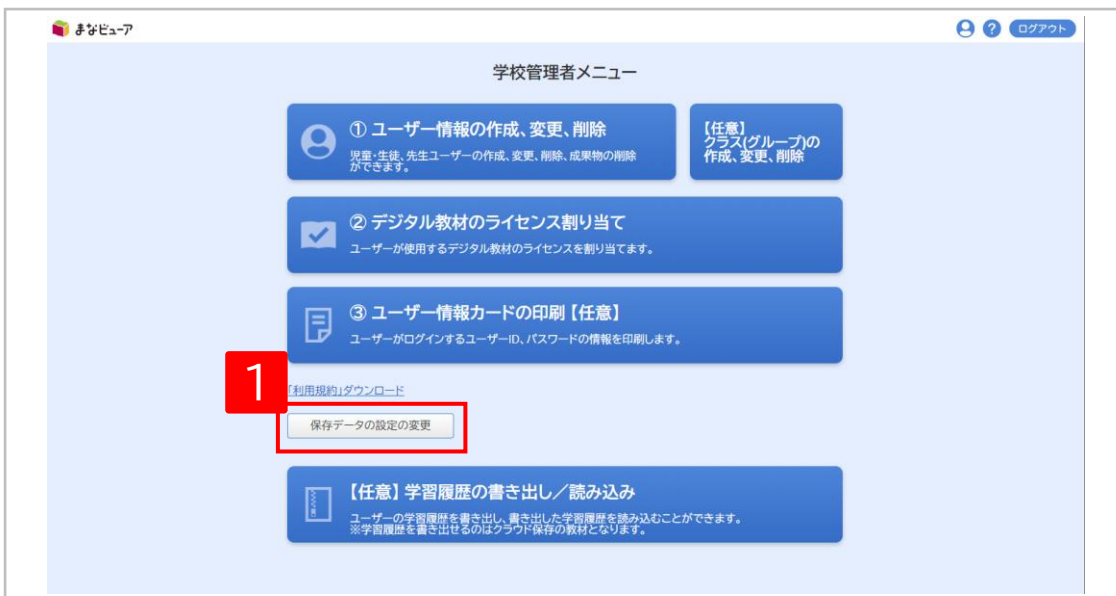 まなビューア
? ログアウト
学校管理者メニュー
① ユーザー情報の作成、変更、削除
児童・生徒、先生ユーザーの作成、変更、削除、成果物の削除
ができます。
【任意】
クラス(グループ)の
作成、変更、削除
② デジタル教材のライセンス割り当て
ユーザーが使用するデジタル教材のライセンスを割り当てます。
③ ユーザー情報カードの印刷【任意】
ユーザーがログインするユーザーID、パスワードの情報を印刷します。
1
「利用規約」ダウンロード
保存データの設定の変更
【任意】学習履歴の書き出し／読み込み
ユーザーの学習履歴を書き出し、書き出した学習履歴を読み込むことができます。
※学習履歴を書き出せるのはクラウド保存の教材となります。